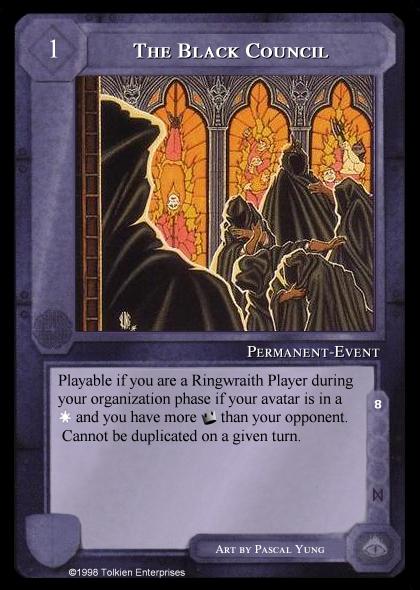 1
The Black Council
Permanent-Event
Playable if you are a Ringwraith Player during
your organization phase if your avatar is in a
and you have more than your opponent.
Cannot be duplicated on a given turn.
8
Art by Pascal Yung
©1998 Tolkien Enterprises